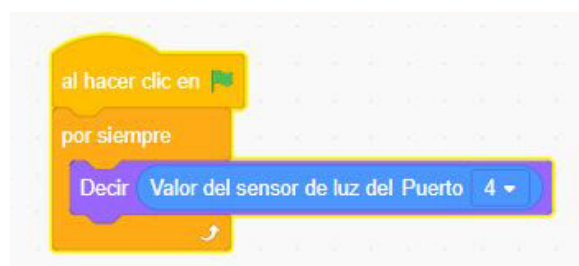 al hacer clic en
por siempre
Decir Valor del sensor de luz del Puerto 4